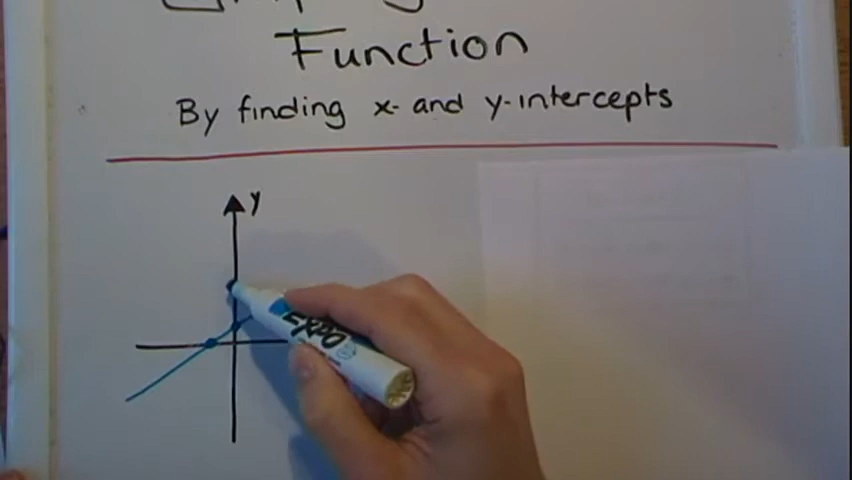 Function
By finding x- and y-intercepts
y
EXPO